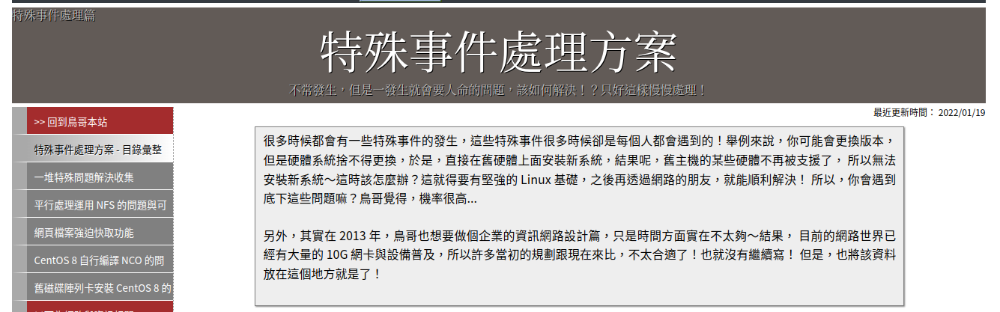 特殊事件處理篇
特殊事件處理方案
不常發生，但是一發生就會要人命的問題，該如何解決！？只好這樣慢慢處理！
>> 回到鳥哥本站
特殊事件處理方案 - 目錄彙整
一堆特殊問題解決收集
平行處理運用 NFS 的問題與可
網頁檔案強迫快取功能
CentOS 8 自行編譯 NCO 的問
舊磁碟陣列卡安裝 CentOS 8 的
最近更新時間： 2022/01/19
很多時候都會有一些特殊事件的發生，這些特殊事件很多時候卻是每個人都會遇到的！舉例來說，你可能會更換版本，
但是硬體系統捨不得更換，於是，直接在舊硬體上面安裝新系統，結果呢，舊主機的某些硬體不再被支援了， 所以無法
安裝新系統～這時該怎麼辦？這就得要有堅強的 Linux 基礎，之後再透過網路的朋友，就能順利解決！ 所以，你會遇到
底下這些問題嘛？鳥哥覺得，機率很高...
另外，其實在 2013 年，鳥哥也想要做個企業的資訊網路設計篇，只是時間方面實在不太夠～結果， 目前的網路世界已
經有大量的 10G 網卡與設備普及，所以許多當初的規劃跟現在來比，不太合適了！也就沒有繼續寫！ 但是，也將該資料
放在這個地方就是了！